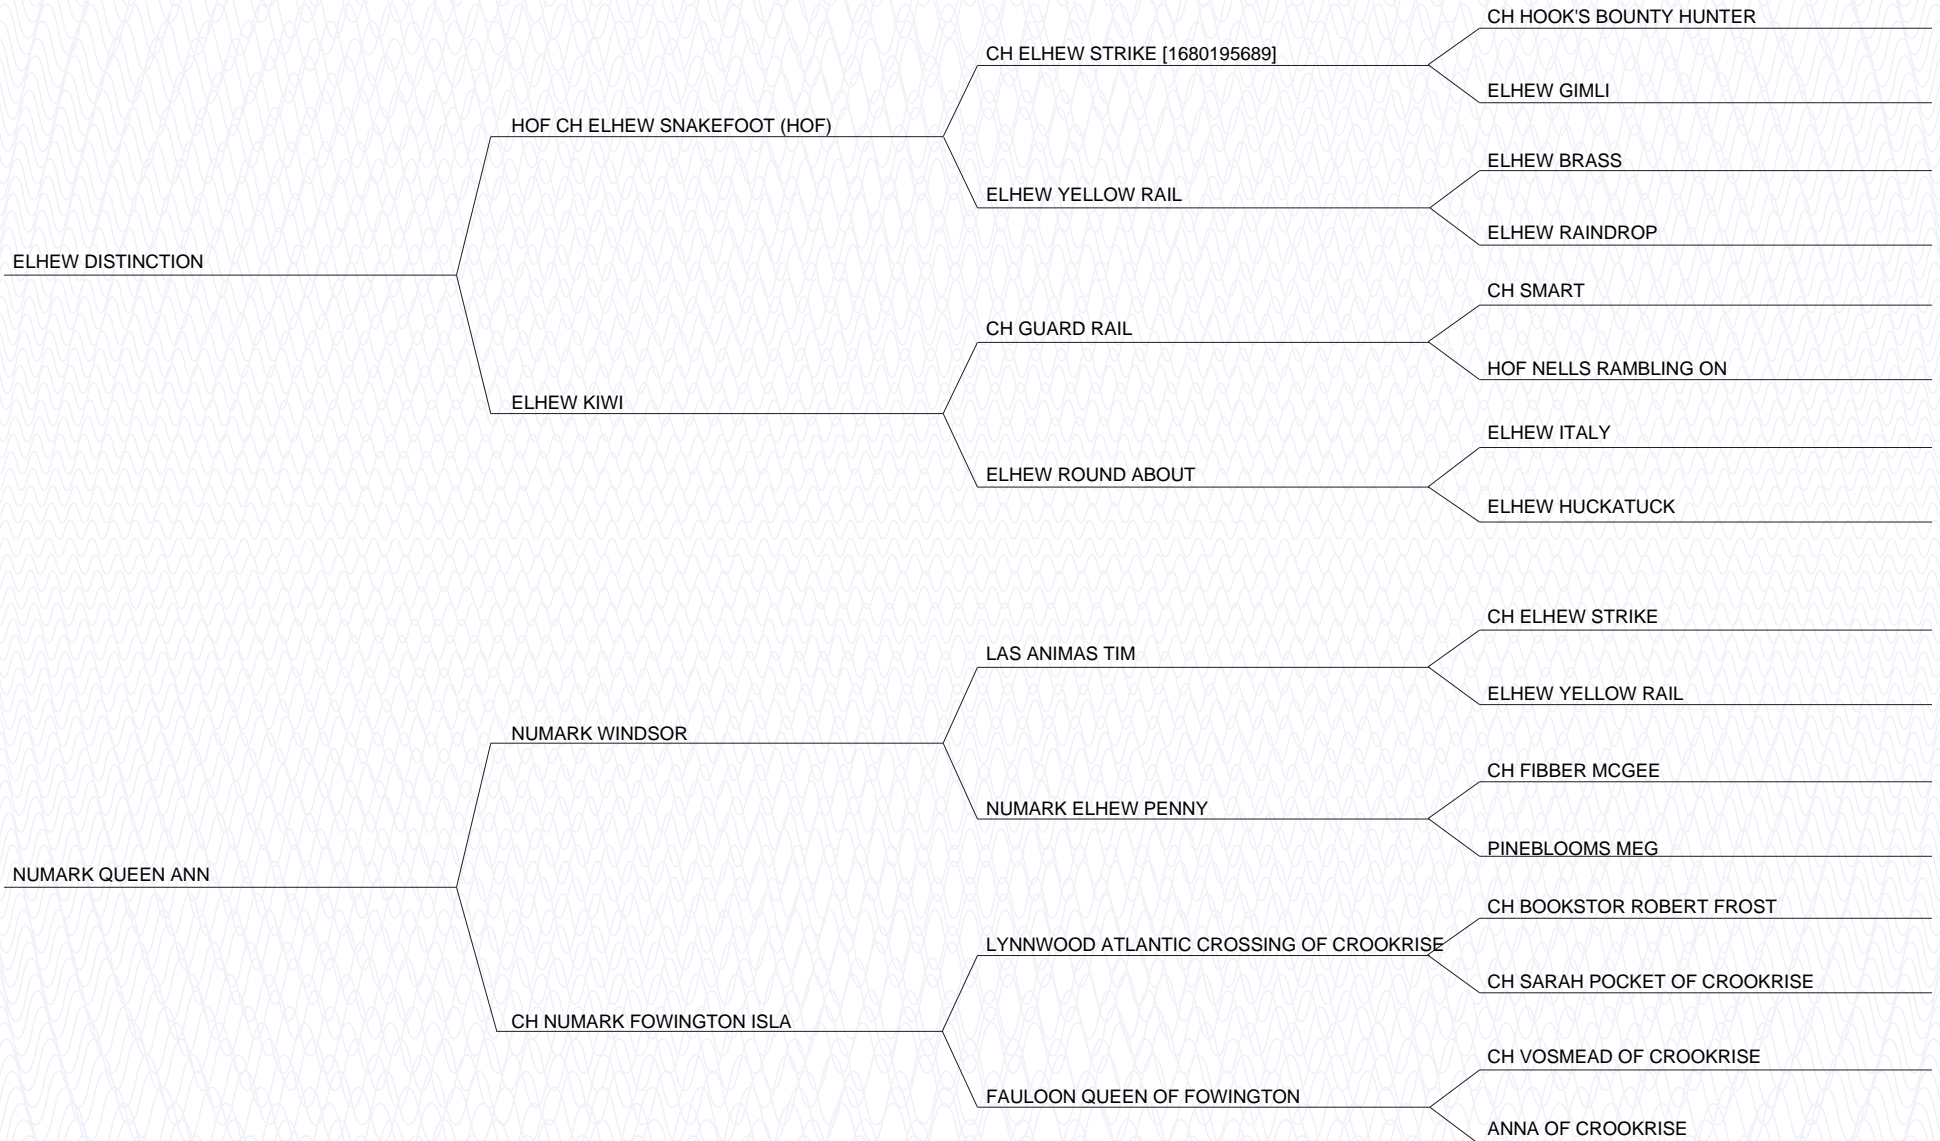 CH HOOK'S BOUNTY HUNTER
CH ELHEW STRIKE [1680195689]
ELHEW GIMLI
HOF CH ELHEW SNAKEFOOT (HOF)
ELHEW BRASS
ELHEW YELLOW RAIL
ELHEW RAINDROP
ELHEW DISTINCTION
CH SMART
CH GUARD RAIL
HOF NELLS RAMBLING ON
ELHEW KIWI
ELHEW ITALY
ELHEW ROUND ABOUT
ELHEW HUCKATUCK
CH ELHEW STRIKE
LAS ANIMAS TIM
ELHEW YELLOW RAIL
NUMARK WINDSOR
CH FIBBER MCGEE
NUMARK ELHEW PENNY
PINEBLOOMS MEG
NUMARK QUEEN ANN
CH BOOKSTOR ROBERT FROST
LYNNWOOD ATLANTIC CROSSING OF CROOKRISE
CH SARAH POCKET OF CROOKRISE
CH NUMARK FOWINGTON ISLA
CH VOSMEAD OF CROOKRISE
FAULOON QUEEN OF FOWINGTON
ANNA OF CROOKRISE